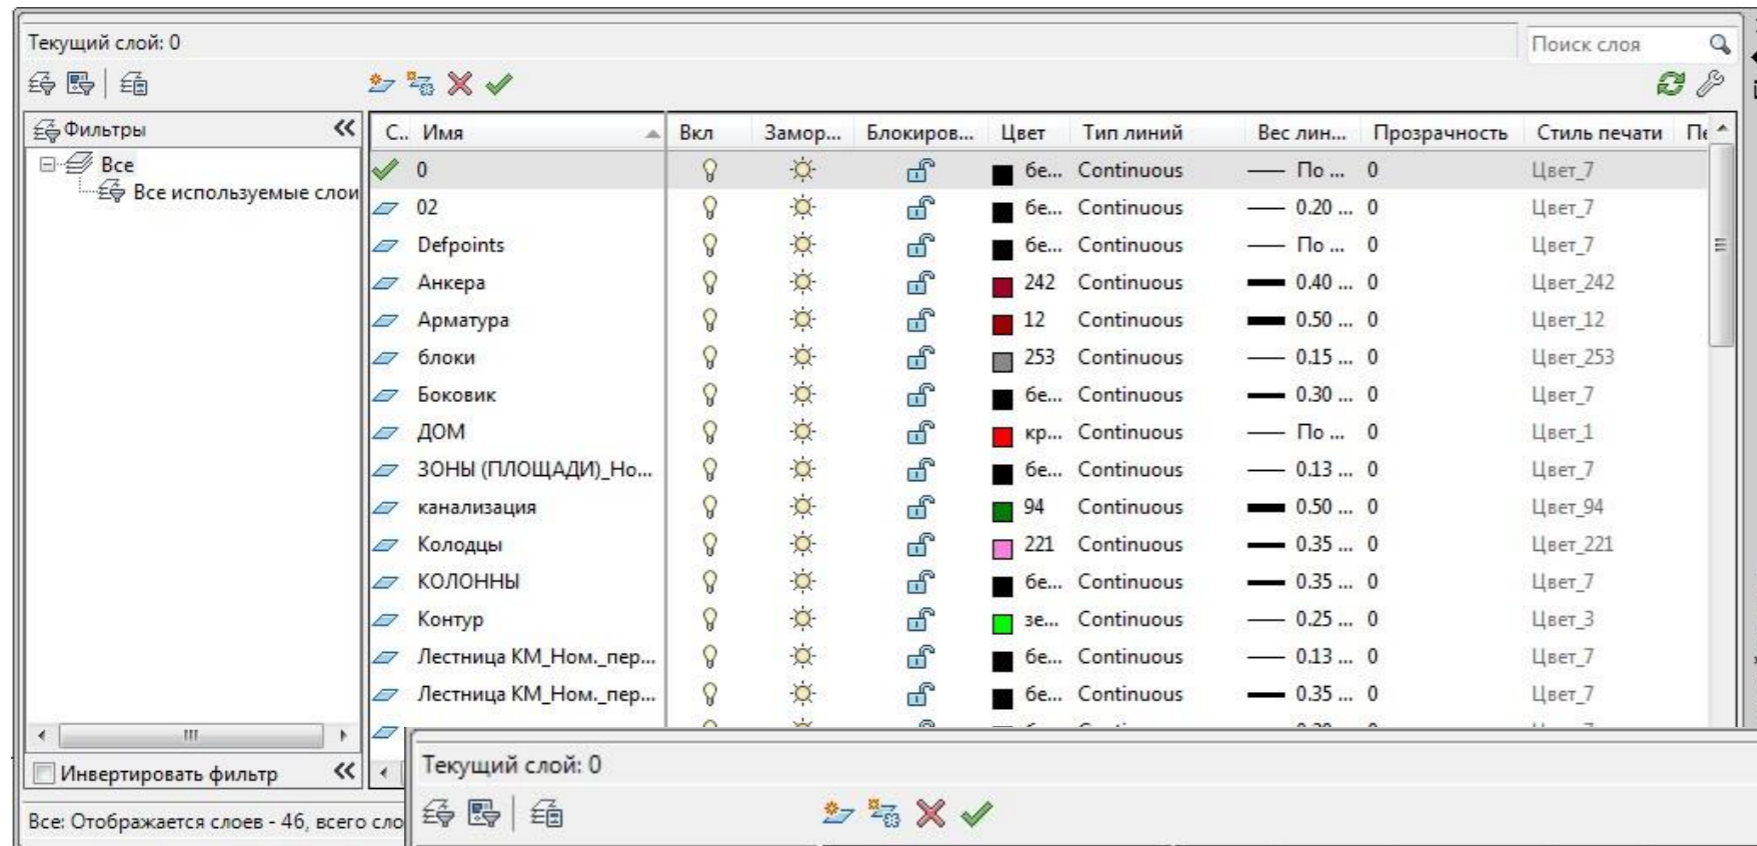 Текущий слой: 0
Поиск слоя
Фильтры
Все
Все используемые слои
С.. Имя Вкл Замор... Блокиров... Цвет Тип линий Вес лин... Прозрачность Стиль печати
0 бе... Continuous По ... 0 Цвет_7
02 бе... Continuous 0.20 ... 0 Цвет_7
Defpoints бе... Continuous По ... 0 Цвет_7
Анкера 242 Continuous 0.40 ... 0 Цвет_242
Арматура 12 Continuous 0.50 ... 0 Цвет_12
блоки 253 Continuous 0.15 ... 0 Цвет_253
Боковик бе... Continuous 0.30 ... 0 Цвет_7
ДОМ кр... Continuous По ... 0 Цвет_1
ЗОНЫ (ПЛОЩАДИ)_Но... бе... Continuous 0.13 ... 0 Цвет_7
канализация 94 Continuous 0.50 ... 0 Цвет_94
Колодцы 221 Continuous 0.35 ... 0 Цвет_221
КОЛОННЫ бе... Continuous 0.35 ... 0 Цвет_7
Контур зе... Continuous 0.25 ... 0 Цвет_3
Лестница КМ_Ном._пер... бе... Continuous 0.13 ... 0 Цвет_7
Лестница КМ_Ном._пер... бе... Continuous 0.35 ... 0 Цвет_7
Инвертировать фильтр
Все: Отображается слоев - 46, всего сло
Текущий слой: 0